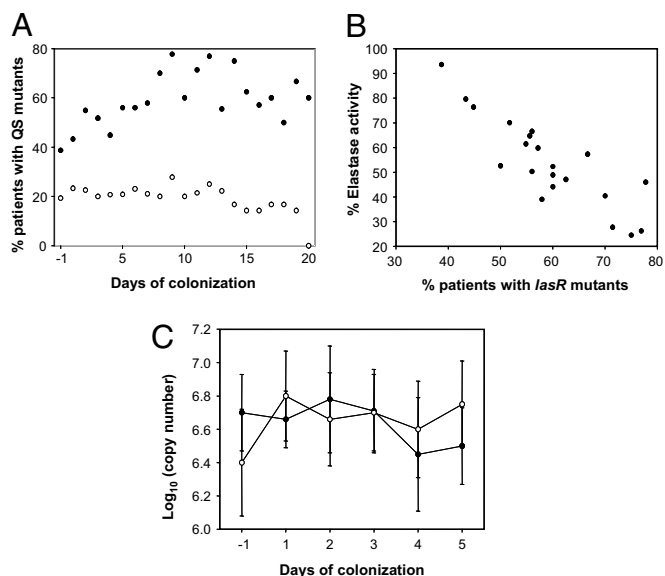 A
% patients with QS mutants
80
60
40
20
0
-1 5 10 15 20
Days of colonization
B
% Elastase activity
100
90
80
70
60
50
40
30
20
30 40 50 60 70 80
% patients with lasR mutants
C
Log10 (copy number)
7.2
7.0
6.8
6.6
6.4
6.2
6.0
-1 1 2 3 4 5
Days of colonization